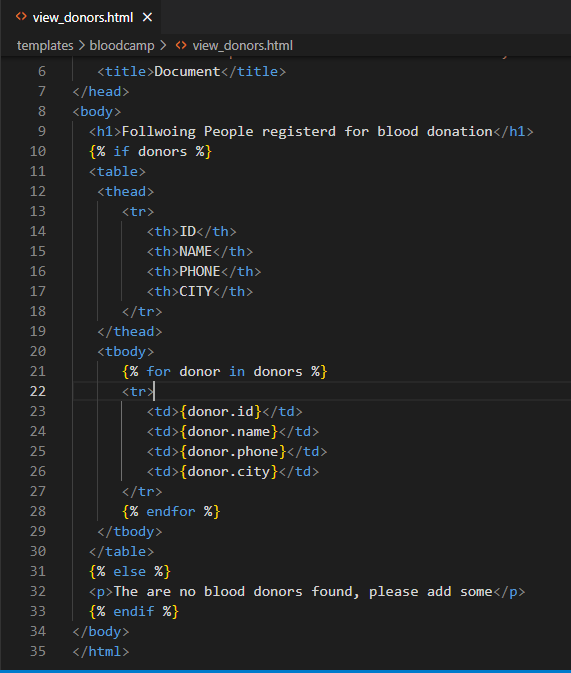 view_donors.html
templates > bloodcamp > view_donors.html
6 <title>Document</title>
7 </head>
8 <body>
9 <h1>Follwoing People registerd for blood donation</h1>
10 {% if donors %}
11 <table>
12 <thead>
13 <tr>
14 <th>ID</th>
15 <th>NAME</th>
16 <th>PHONE</th>
17 <th>CITY</th>
18 </tr>
19 </thead>
20 <tbody>
21 {% for donor in donors %}
22 <tr>
23 <td>{donor.id}</td>
24 <td>{donor.name}</td>
25 <td>{donor.phone}</td>
26 <td>{donor.city}</td>
27 </tr>
28 {% endfor %}
29 </tbody>
30 </table>
31 {% else %}
32 <p>The are no blood donors found, please add some</p>
33 {% endif %}
34 </body>
35 </html>